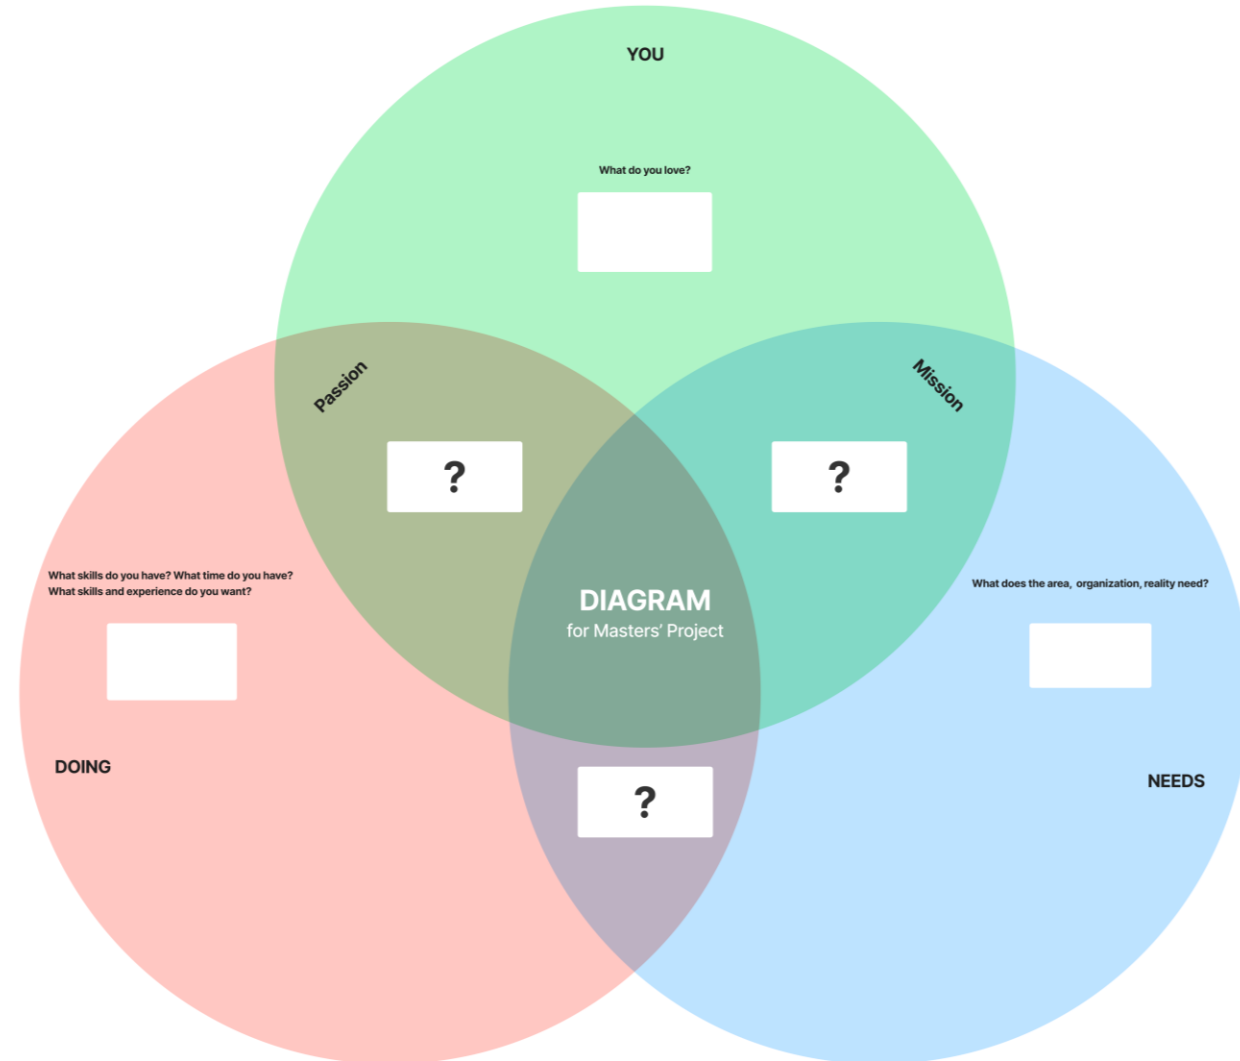 YOU
What do you love?
Passion
Mission
?
?
What skills do you have? What time do you have?
What skills and experience do you want?
What does the area, organization, reality need?
DIAGRAM
for Masters’ Project
DOING
NEEDS
?